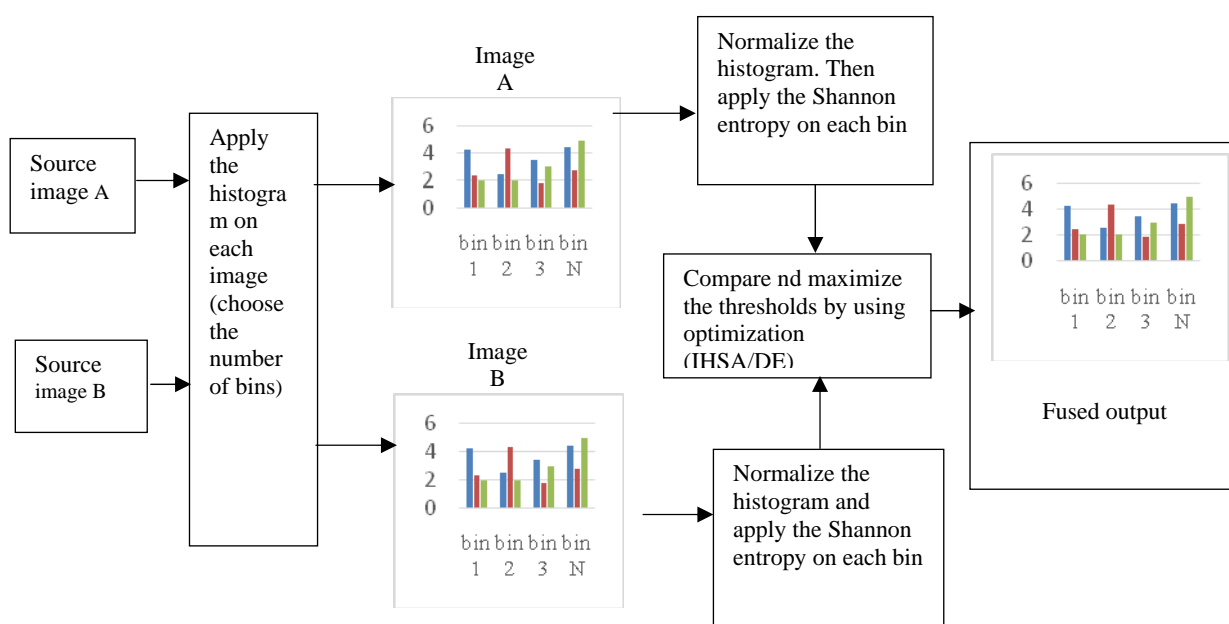 Source
image A
Source
image B
Apply
the
histogra
m on
each
image
(choose
the
number
of bins)
Image
A
6
4
2
0
bin bin bin bin
1 2 3 N
Image
B
6
4
2
0
bin bin bin bin
1 2 3 N
Normalize the
histogram. Then
apply the Shannon
entropy on each bin
Compare nd maximize
the thresholds by using
optimization
(IHSA/DE)
Normalize the
histogram and
apply the Shannon
entropy on each bin
6
4
2
0
bin bin bin bin
1 2 3 N
Fused output